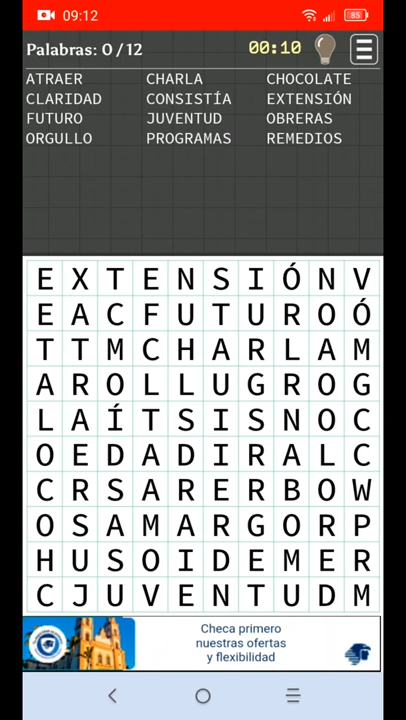 09:12
85
Palabras: 0/12
00:10
ATRAER CHARLA CHOCOLATE
CLARIDAD CONSISTÍA EXTENSIÓN
FUTURO JUVENTUD OBRERAS
ORGULLO PROGRAMAS REMEDIOS
E X T E N S I Ó N V
E A C F U T U R O Ó
T T M C H A R L A M
A R O L L U G R O G
L A Í T S I S N O C
O E D A D I R A L C
C R S A R E R B O W
O S A M A R G O R P
H U S O I D E M E R
C J U V E N T U D M
Checa primero
nuestras ofertas
y flexibilidad